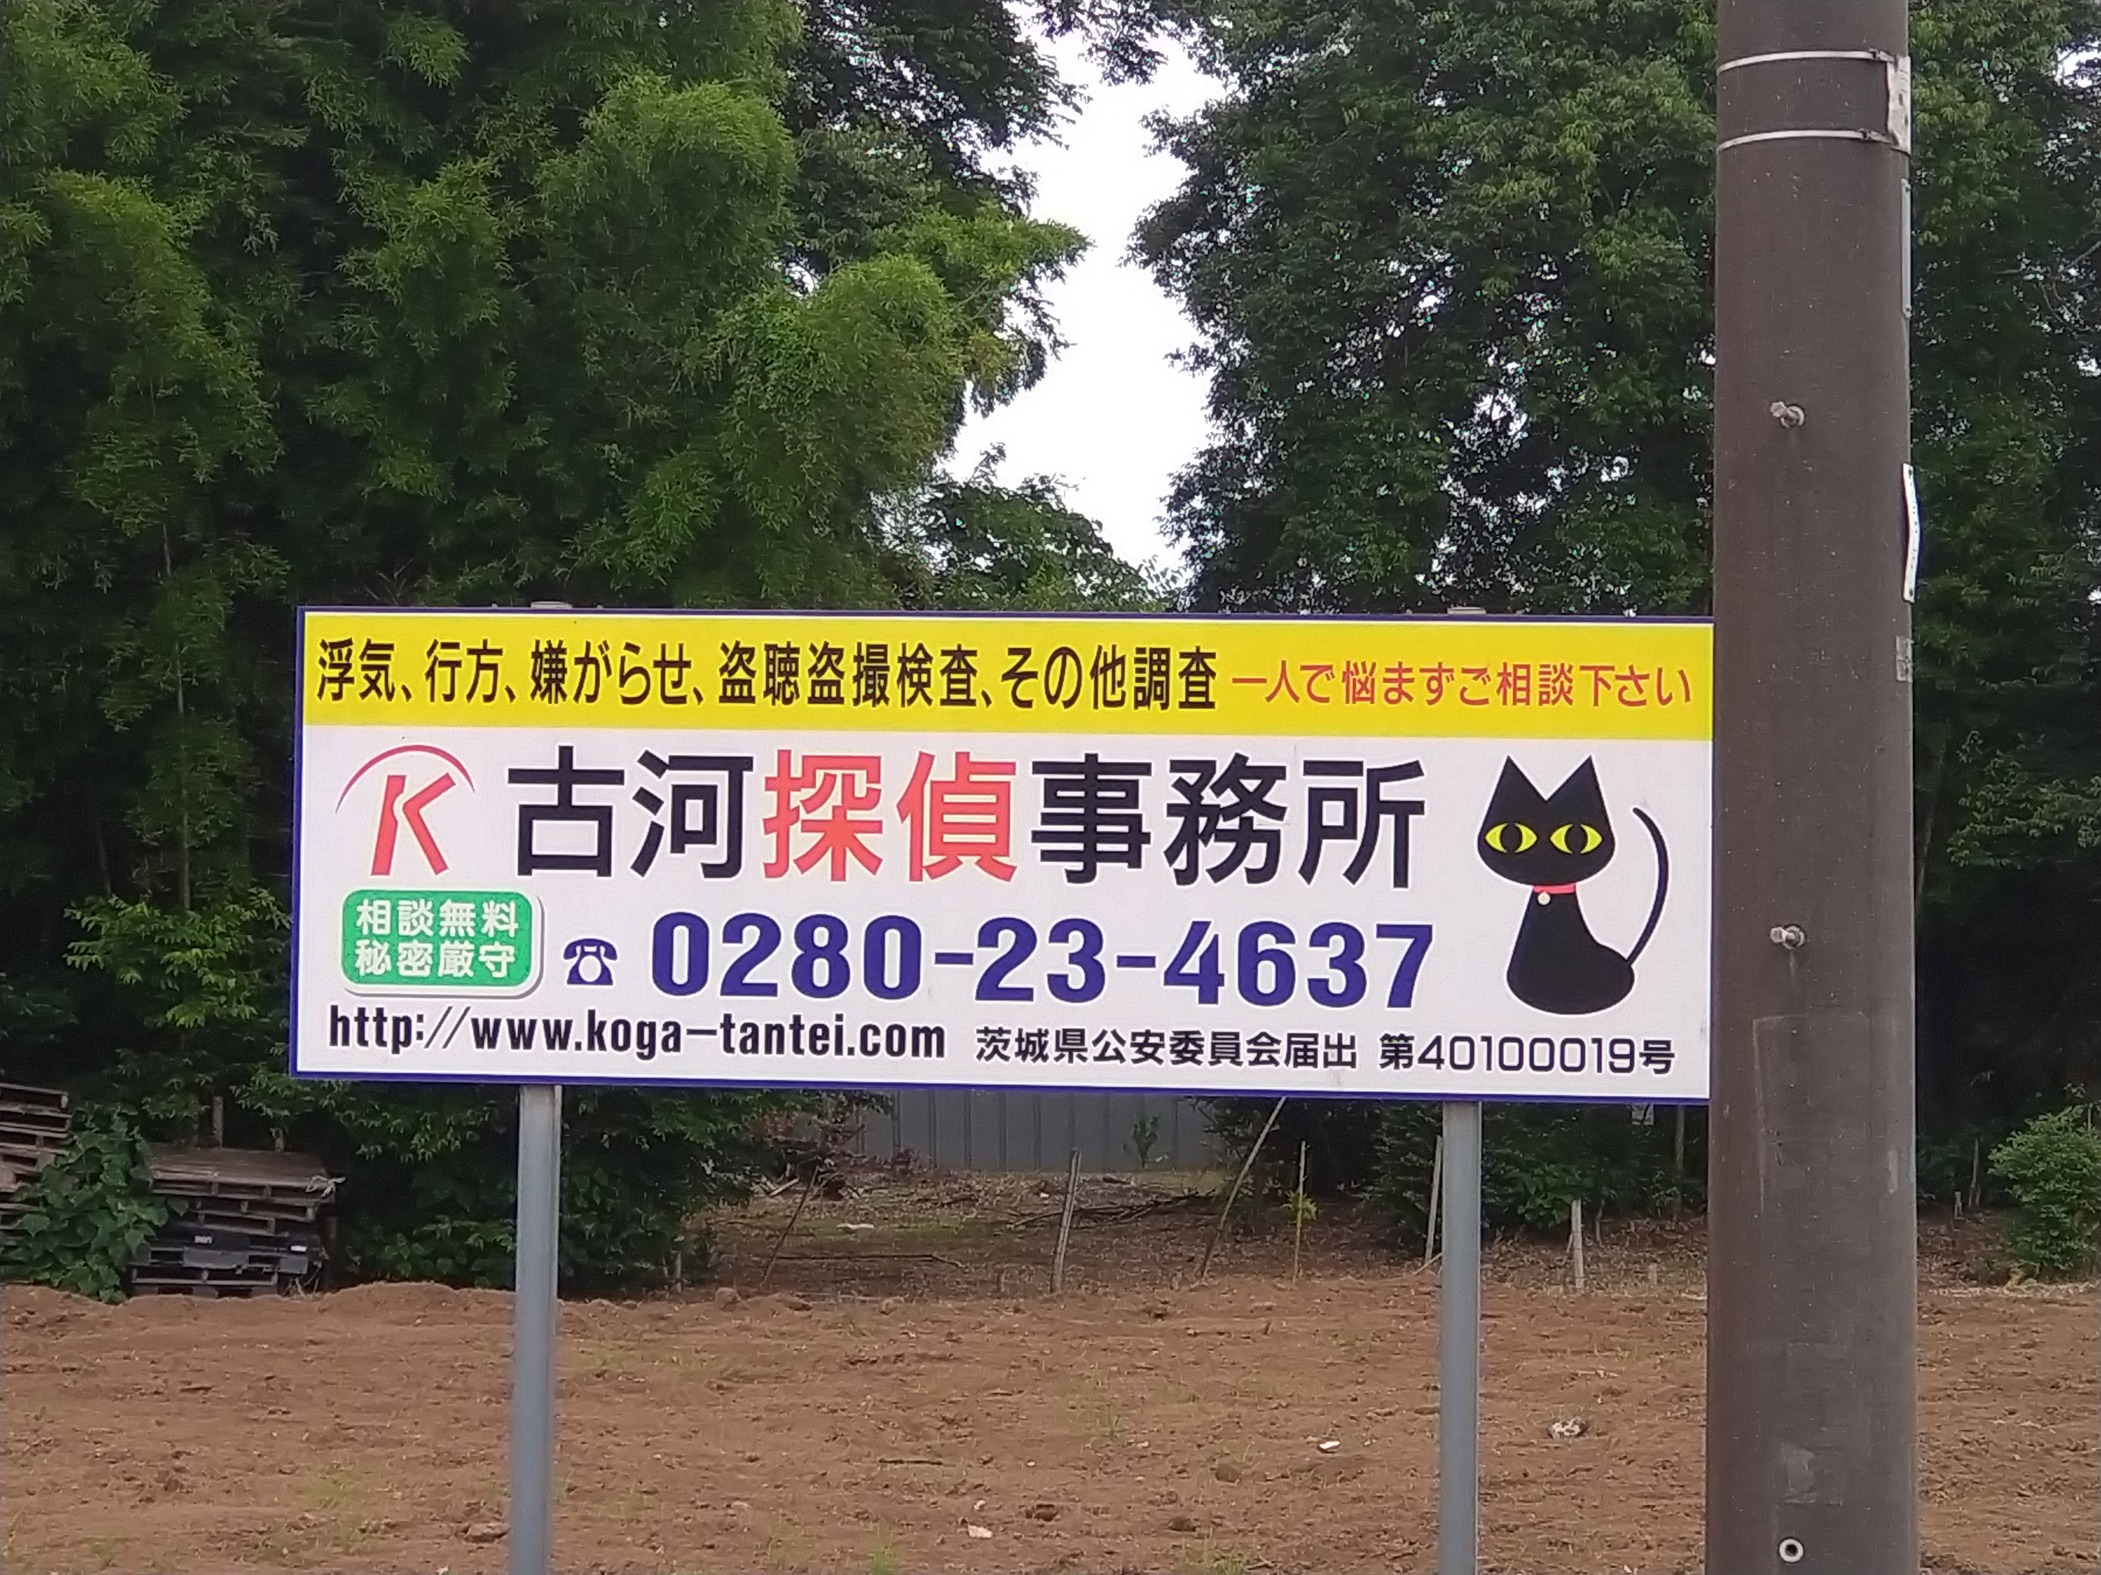 浮気、行方、嫌がらせ、盗聴盗撮検査、その他調査 一人で悩まずご相談下さい
K 古河探偵事務所
相談無料
秘密厳守
☎ 0280-23-4637
http://www.koga-tantei.com 茨城県公安委員会届出 第40100019号